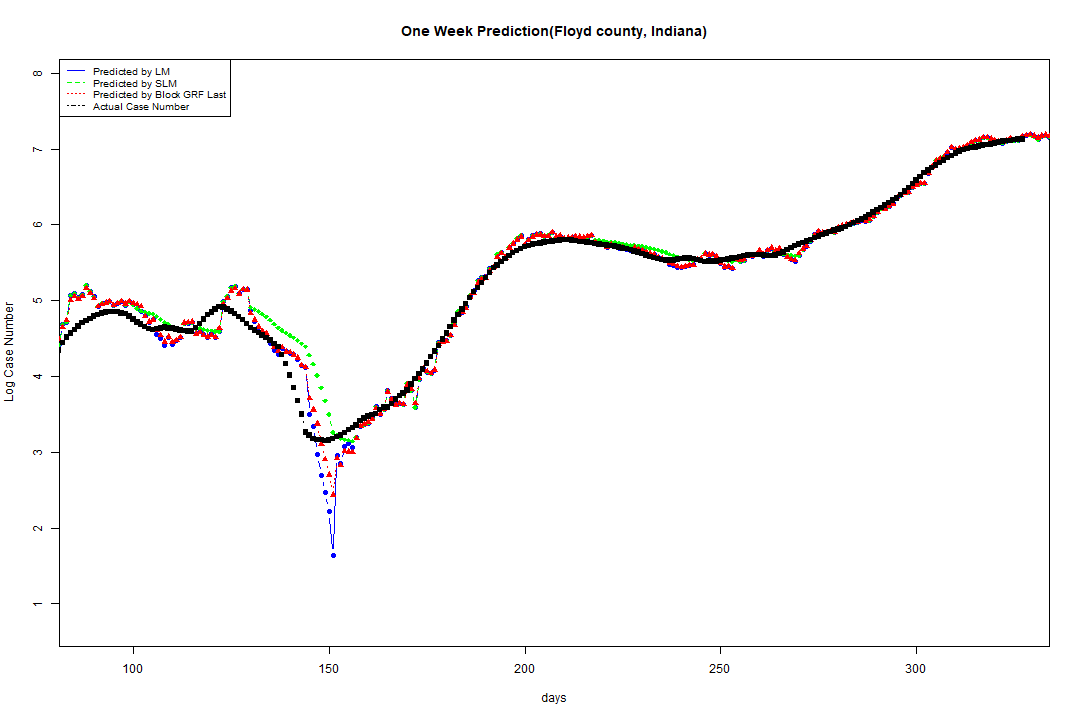 One Week Prediction(Floyd county, Indiana)
Predicted by LM
Predicted by SLM
Predicted by Block GRF Last
Actual Case Number
8
7
6
5
4
3
2
1
Log Case Number
100 150 200 250 300
days